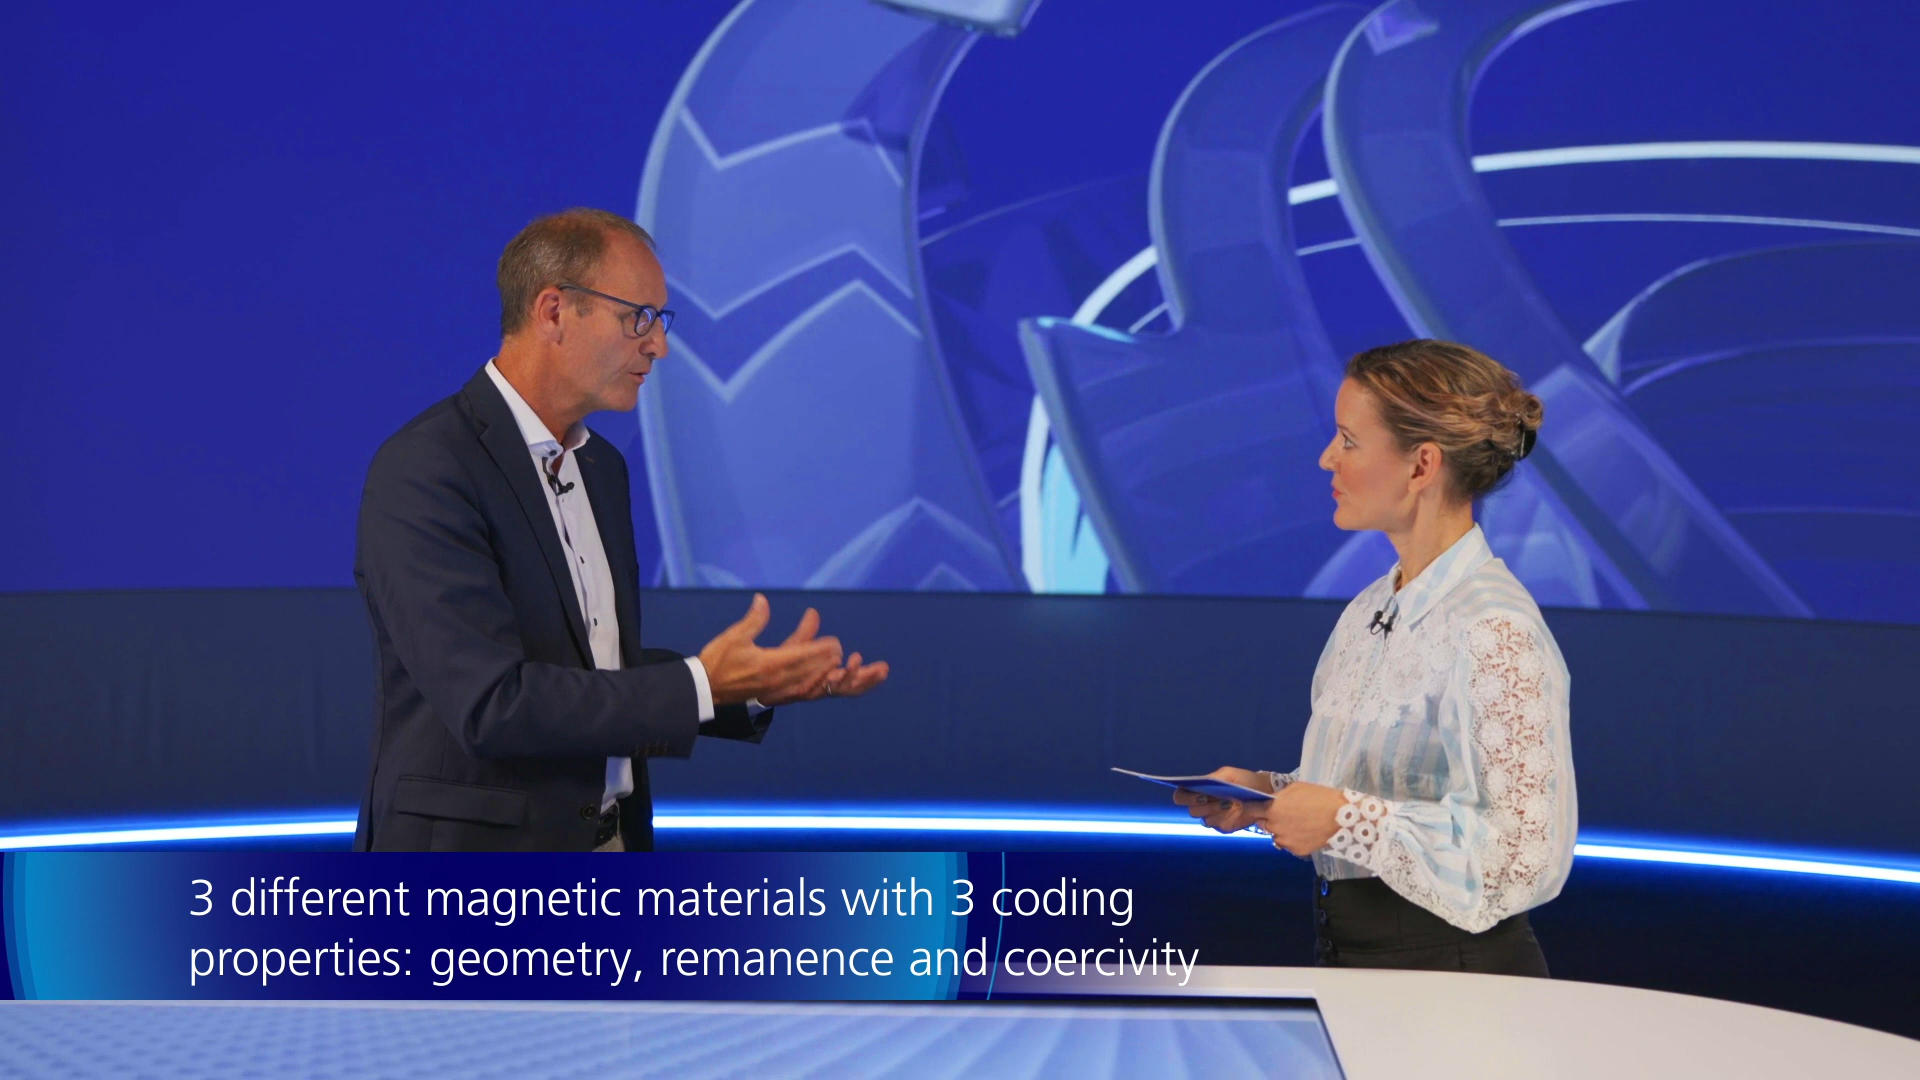 3 different magnetic materials with 3 coding
properties: geometry, remanence and coercivity